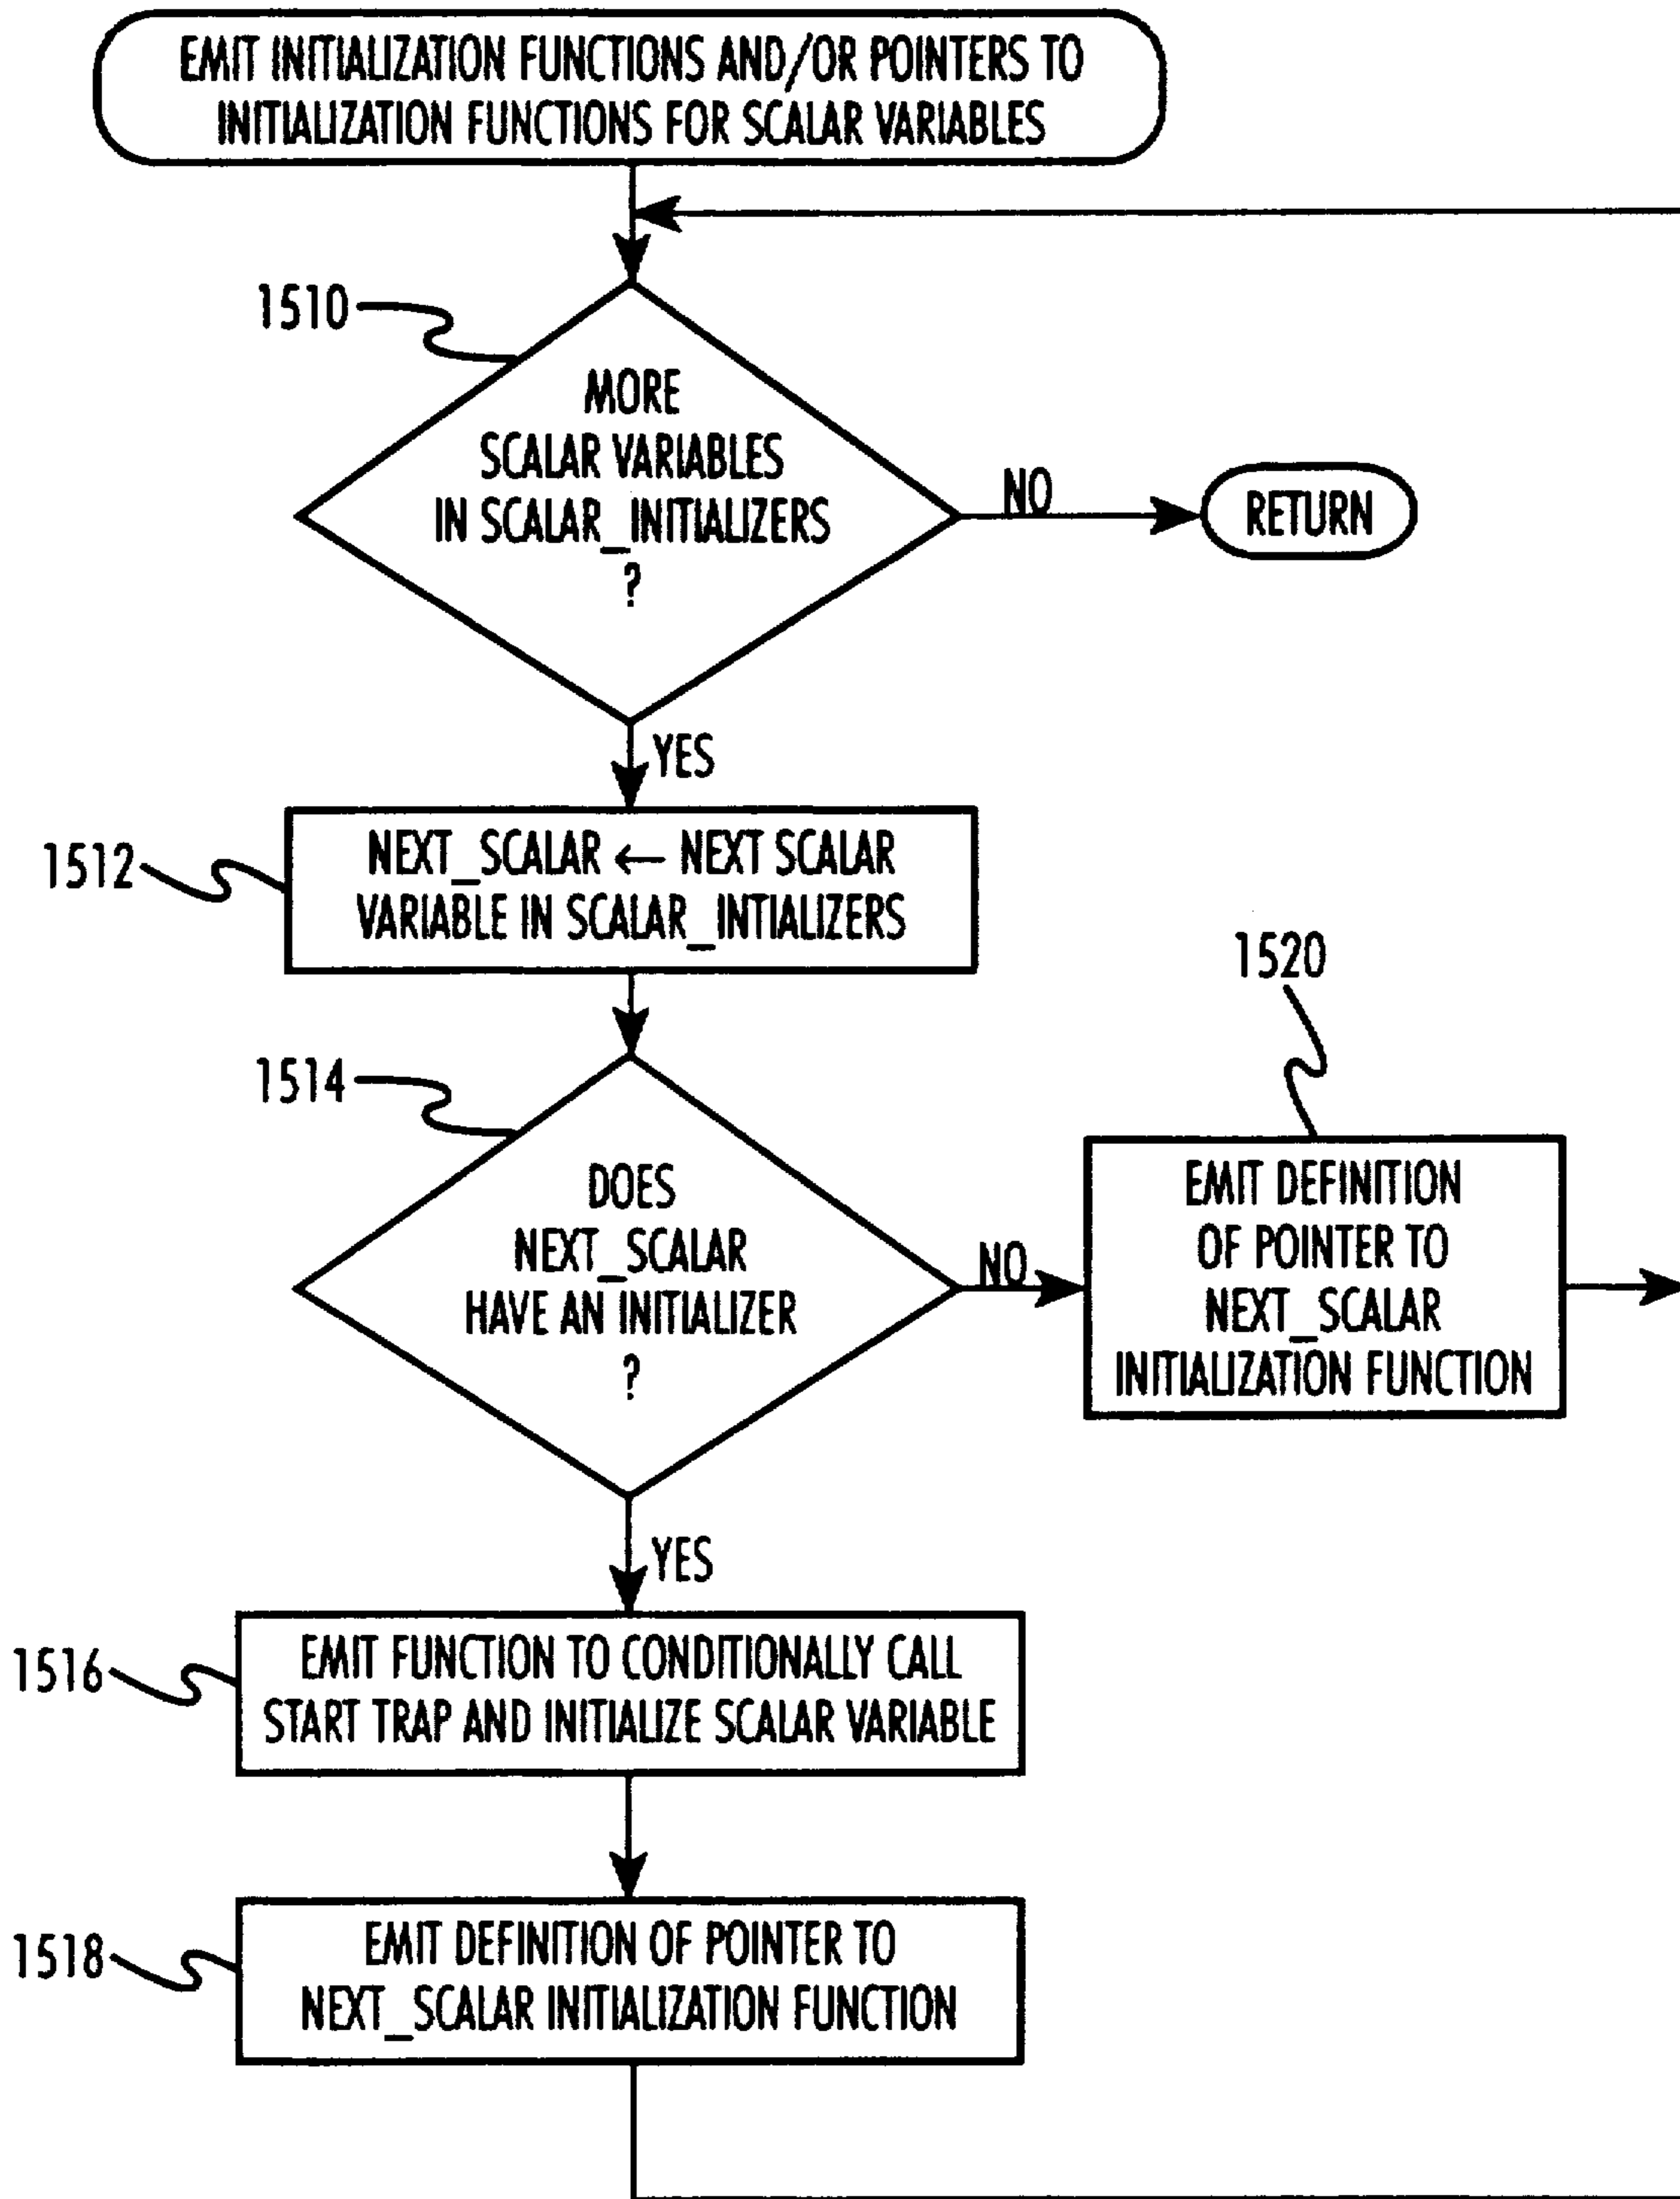 EMIT INITIALIZATION FUNCTIONS AND/OR POINTERS TO
INITIALIZATION FUNCTIONS FOR SCALAR VARIABLES
1510
MORE
SCALAR VARIABLES
IN SCALAR_INITIALIZERS
?
NO
RETURN
YES
1512
NEXT_SCALAR ← NEXT SCALAR
VARIABLE IN SCALAR_INTIALIZERS
1514
DOES
NEXT_SCALAR
HAVE AN INITIALIZER
?
NO
1520
EMIT DEFINITION
OF POINTER TO
NEXT_SCALAR
INITIALIZATION FUNCTION
YES
1516
EMIT FUNCTION TO CONDITIONALLY CALL
START TRAP AND INITIALIZE SCALAR VARIABLE
1518
EMIT DEFINITION OF POINTER TO
NEXT_SCALAR INITIALIZATION FUNCTION